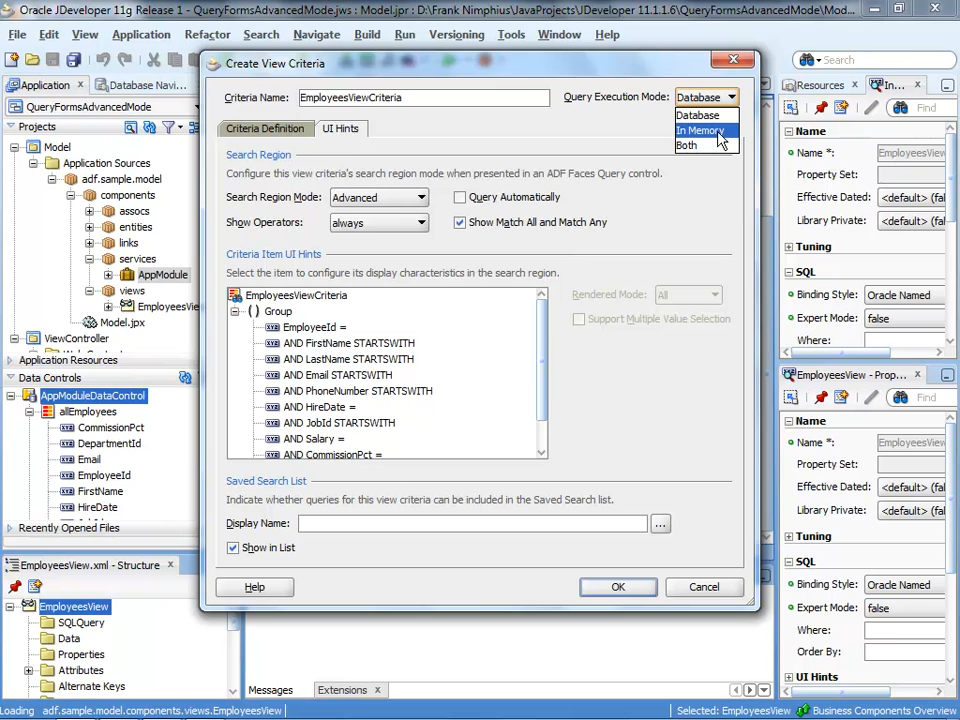 Oracle JDeveloper 11g Release 1 - QueryFormsAdvancedMode.jws : Model.jpr : D:\Frank Nimphius\JavaProjects\JDeveloper 11.1.1.6\QueryFormsAdvancedMode\Mod...
File Edit View Application Refactor Search Navigate Build Run Versioning Tools Window Help
Search
Application
Database Navi...
QueryFormsAdvancedMode
Projects
Model
Application Sources
adf.sample.model
components
assocs
entities
links
services
AppModule
views
EmployeesV
Model.jpx
ViewController
Application Resources
Data Controls
AppModuleDataControl
allEmployees
CommissionPct
DepartmentId
Email
EmployeeId
FirstName
HireDate
Recently Opened Files
EmployeesView.xml - Structure
EmployeesView
SQLQuery
Data
Properties
Attributes
Alternate Keys
Create View Criteria
Criteria Name: EmployeesViewCriteria
Query Execution Mode: Database
Database
In Memory
Both
Criteria Definition
UI Hints
Search Region
Configure this view criteria's search region mode when presented in an ADF Faces Query control.
Search Region Mode: Advanced
Query Automatically
Show Operators: always
Show Match All and Match Any
Criteria Item UI Hints
Select the item to configure its display characteristics in the search region.
EmployeesViewCriteria
( ) Group
EmployeeId =
AND FirstName STARTSWITH
AND LastName STARTSWITH
AND Email STARTSWITH
AND PhoneNumber STARTSWITH
AND HireDate =
AND JobId STARTSWITH
AND Salary =
AND CommissionPct =
Rendered Mode: All
Support Multiple Value Selection
Saved Search List
Indicate whether queries for this view criteria can be included in the Saved Search list.
Display Name:
...
Show in List
Help
OK
Cancel
Messages
Extensions
Resources
In...
Find
Name
Name *: EmployeesView
Property Set:
Effective Dated: <default> (fal
Library Private: <default> (fal
Tuning
SQL
Binding Style: Oracle Named
Expert Mode: false
Where:
EmployeesView - Prop...
Find
Name
Name *: EmployeesView
Property Set:
Effective Dated: <default> (fal
Library Private: <default> (fal
Tuning
SQL
Binding Style: Oracle Named
Expert Mode: false
Where:
Order By:
UI Hints
Loading adf.sample.model.components.views.EmployeesView
Selected: EmployeesView
Business Components Overview